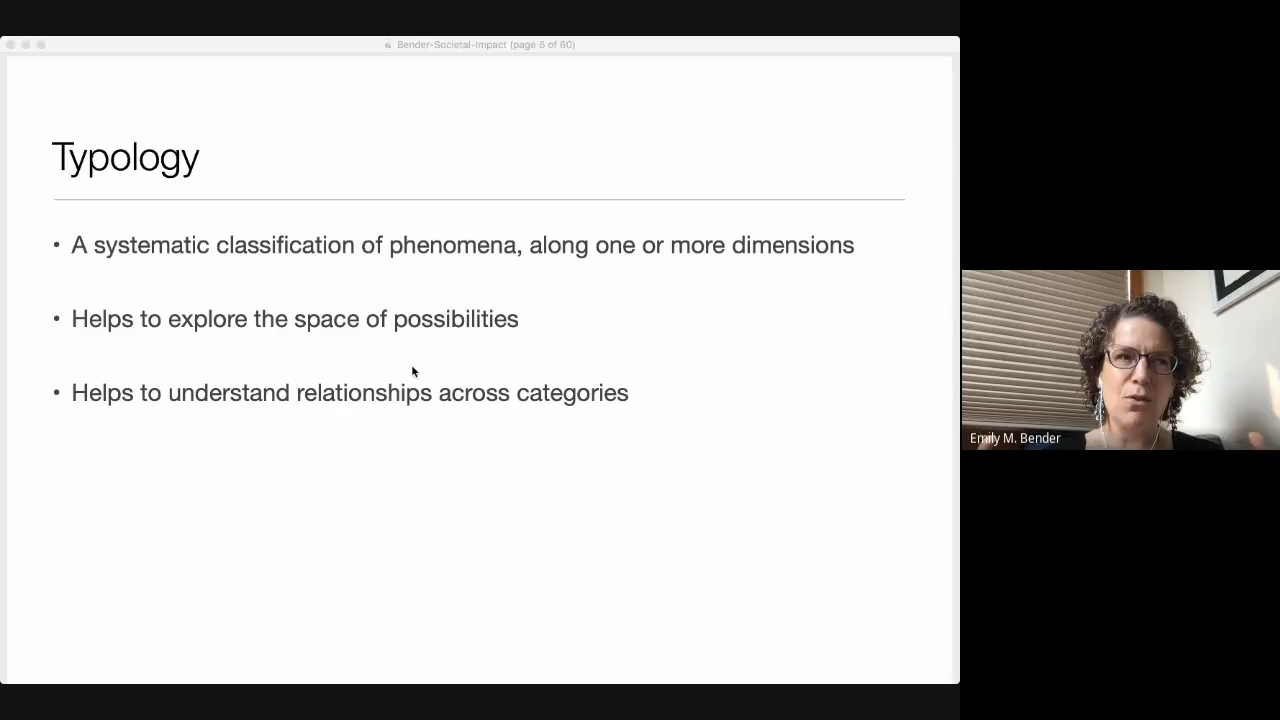 Bender-Societal-Impact (page 6 of 60)
Typology
• A systematic classification of phenomena, along one or more dimensions
• Helps to explore the space of possibilities
• Helps to understand relationships across categories
Emily M. Bender